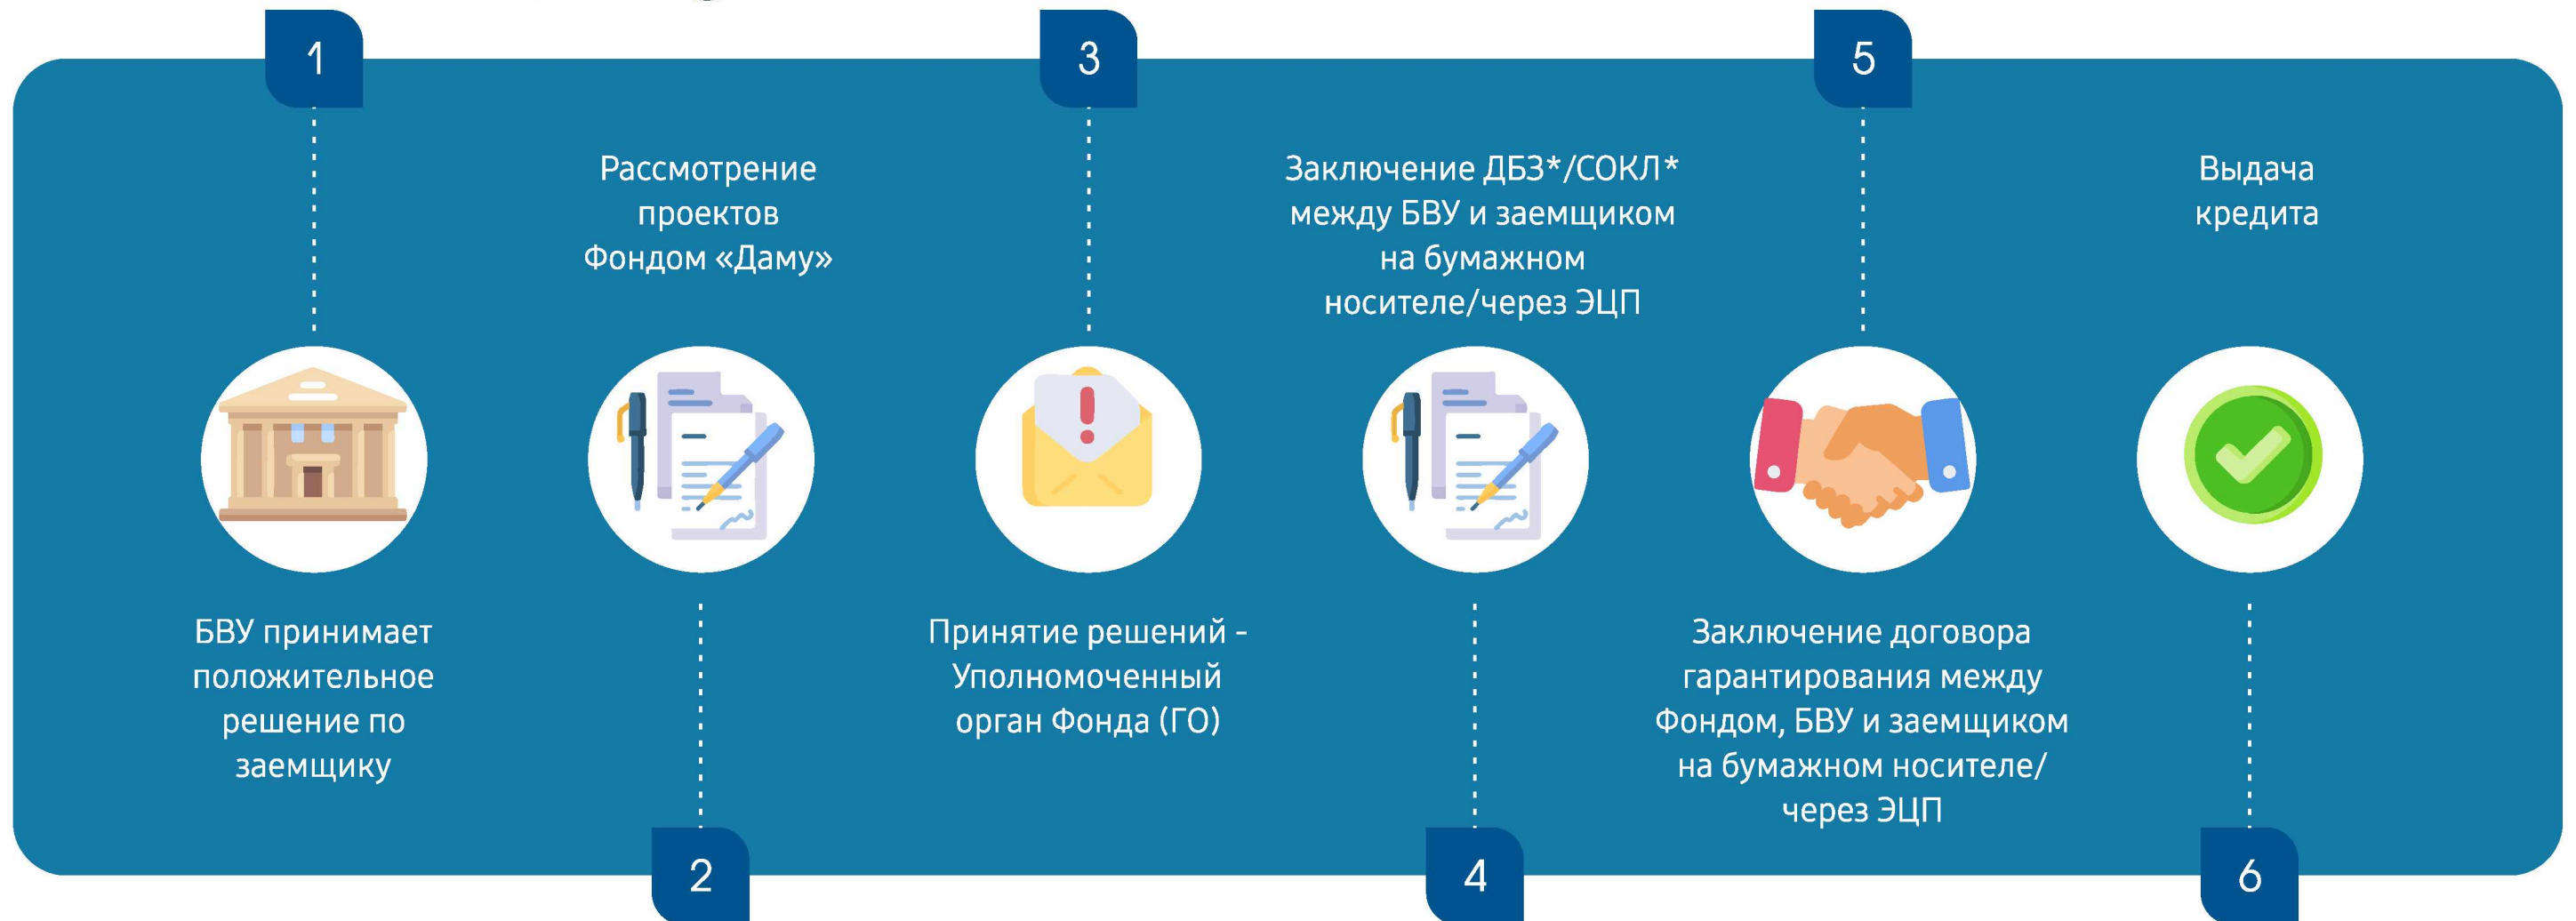 1
БВУ принимает
положительное
решение по
заемщику
Рассмотрение
проектов
Фондом «Даму»
2
3
Принятие решений -
Уполномоченный
орган Фонда (ГО)
Заключение ДБЗ*/СОКЛ*
между БВУ и заемщиком
на бумажном
носителе/через ЭЦП
4
5
Заключение договора
гарантирования между
Фондом, БВУ и заемщиком
на бумажном носителе/
через ЭЦП
Выдача
кредита
6